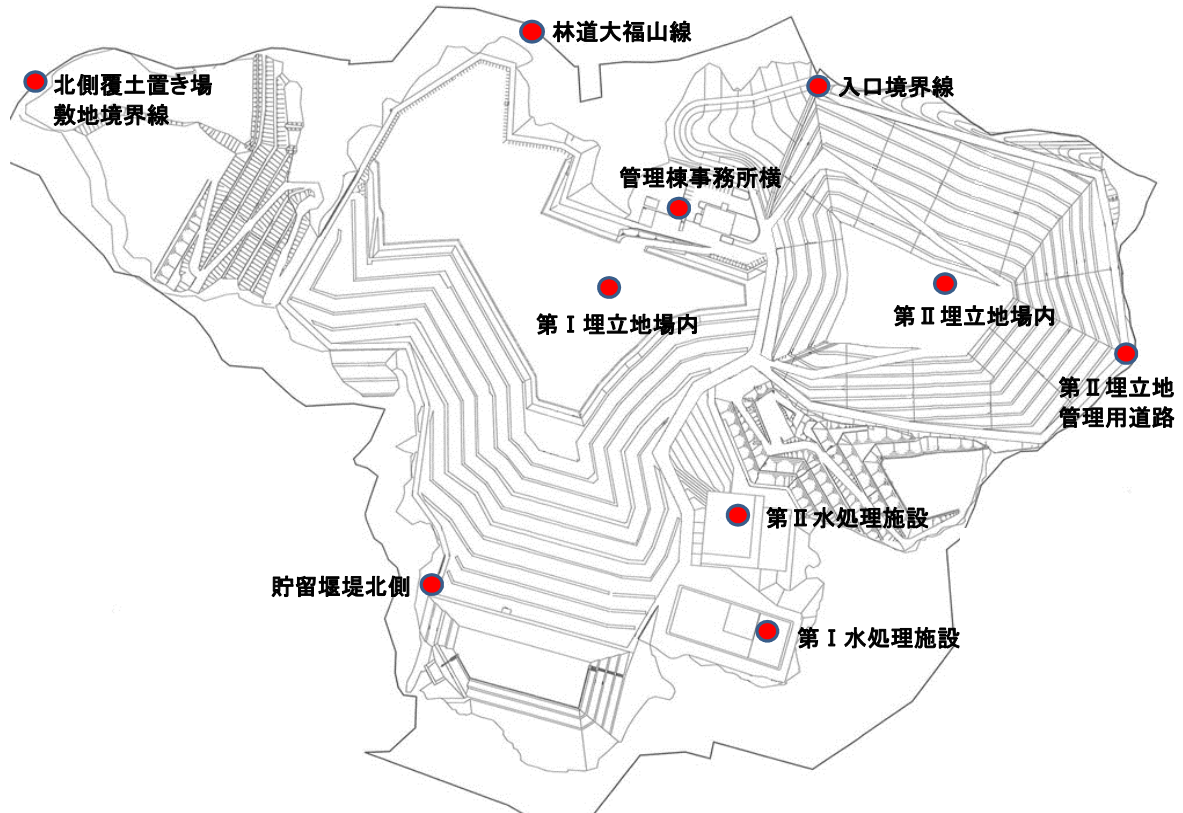 林道大福山線
北側覆土置き場
敷地境界線
入口境界線
管理棟事務所横
第Ⅰ埋立地場内
第Ⅱ埋立地場内
第Ⅱ埋立地
管理用道路
第Ⅱ水処理施設
貯留堰堤北側
第Ⅰ水処理施設